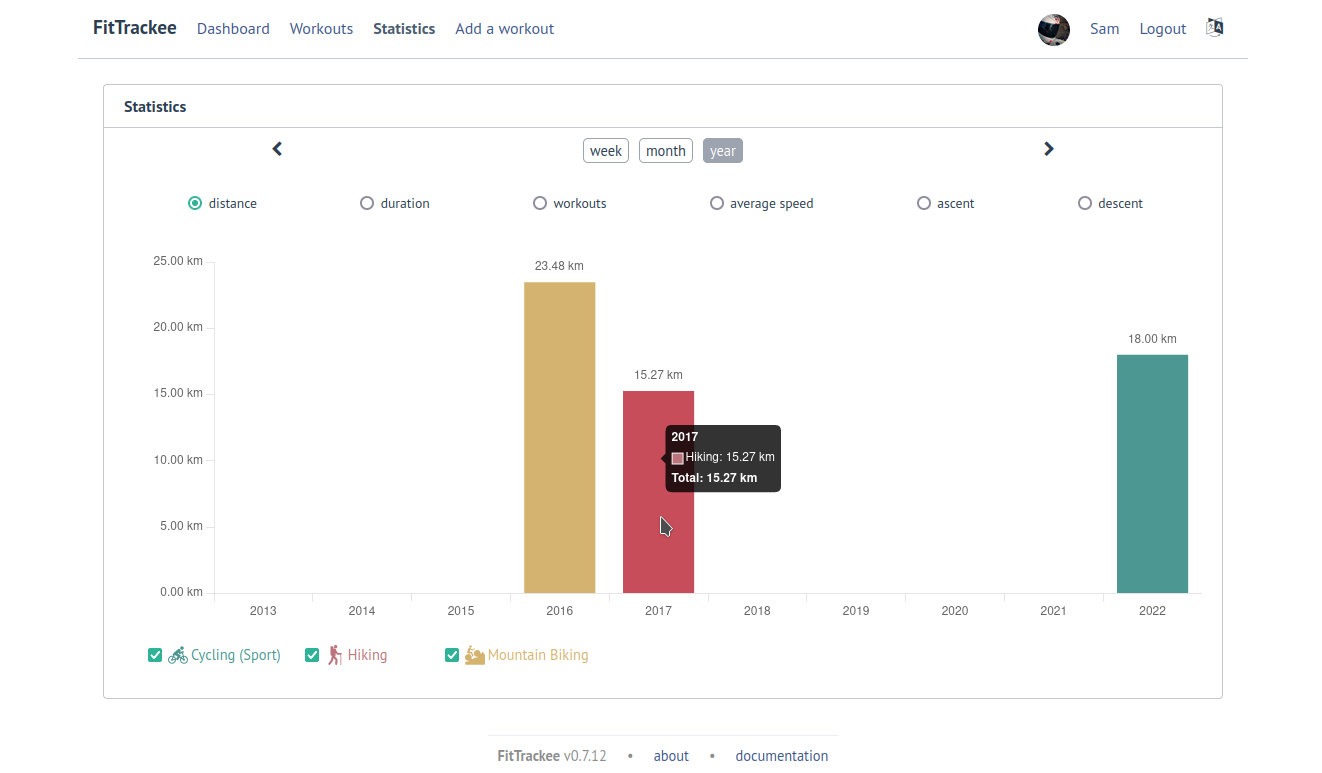 FitTrackee Dashboard Workouts Statistics Add a workout Sam Logout
Statistics
week month year
distance duration workouts average speed ascent descent
25.00 km
23.48 km
20.00 km
18.00 km
15.27 km
15.00 km
2017
Hiking: 15.27 km
Total: 15.27 km
10.00 km
5.00 km
0.00 km
2013 2014 2015 2016 2017 2018 2019 2020 2021 2022
Cycling (Sport) Hiking Mountain Biking
FitTrackee v0.7.12 • about • documentation